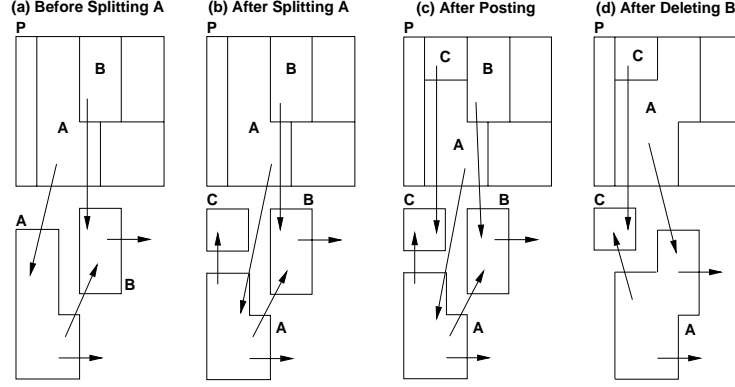 (a) Before Splitting A
(b) After Splitting A
(c) After Posting
(d) After Deleting B
P
P
P
P
B
A
B
A
C
B
A
C
A
A
B
C
B
A
C
B
A
C
A